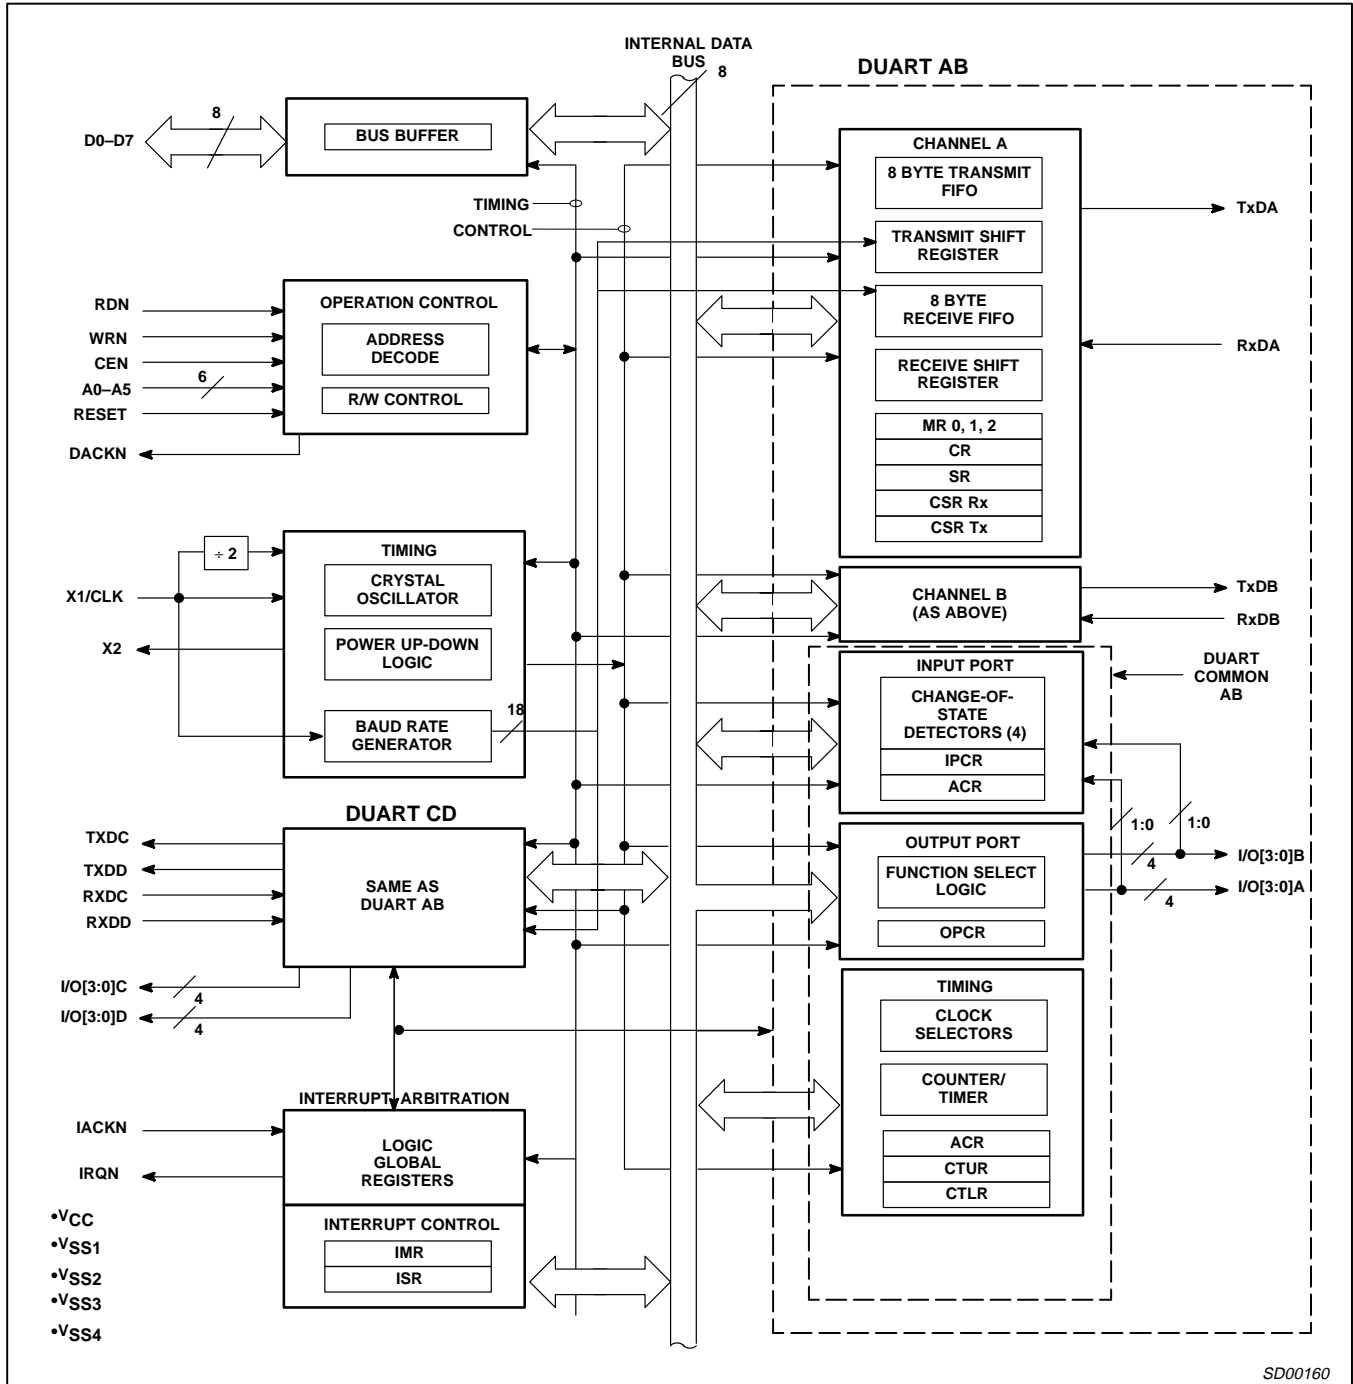 INTERNAL DATA
BUS
8
DUART AB
D0–D7
8
BUS BUFFER
TIMING
CONTROL
RDN
WRN
CEN
A0–A5
6
RESET
DACKN
OPERATION CONTROL
ADDRESS
DECODE
R/W CONTROL
X1/CLK
X2
÷ 2
TIMING
CRYSTAL
OSCILLATOR
POWER UP-DOWN
LOGIC
BAUD RATE
GENERATOR
18
DUART CD
TXDC
TXDD
RXDC
RXDD
SAME AS
DUART AB
I/O[3:0]C
4
I/O[3:0]D
4
INTERRUPT ARBITRATION
IACKN
IRQN
LOGIC
GLOBAL
REGISTERS
INTERRUPT CONTROL
IMR
ISR
•VCC
•VSS1
•VSS2
•VSS3
•VSS4
CHANNEL A
8 BYTE TRANSMIT
FIFO
TRANSMIT SHIFT
REGISTER
8 BYTE
RECEIVE FIFO
RECEIVE SHIFT
REGISTER
MR 0, 1, 2
CR
SR
CSR Rx
CSR Tx
TxDA
RxDA
CHANNEL B
(AS ABOVE)
TxDB
RxDB
DUART
COMMON
AB
INPUT PORT
CHANGE-OF-
STATE
DETECTORS (4)
IPCR
ACR
1:0
1:0
OUTPUT PORT
FUNCTION SELECT
LOGIC
OPCR
4
I/O[3:0]B
4
I/O[3:0]A
TIMING
CLOCK
SELECTORS
COUNTER/
TIMER
ACR
CTUR
CTLR
SD00160